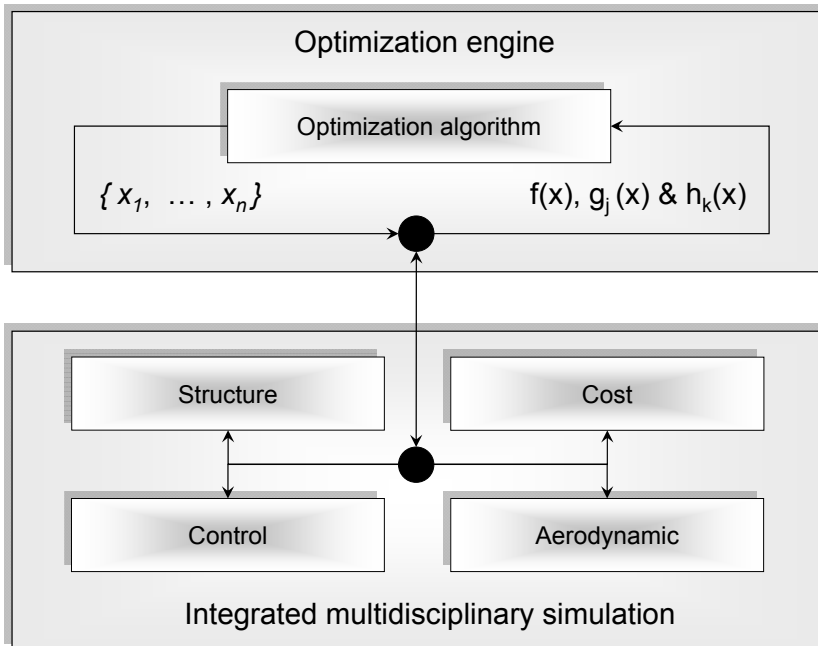 Optimization engine
Optimization algorithm
{ x1, … , xn} f(x), gj (x) & hk(x)
Structure Cost
Control Aerodynamic
Integrated multidisciplinary simulation